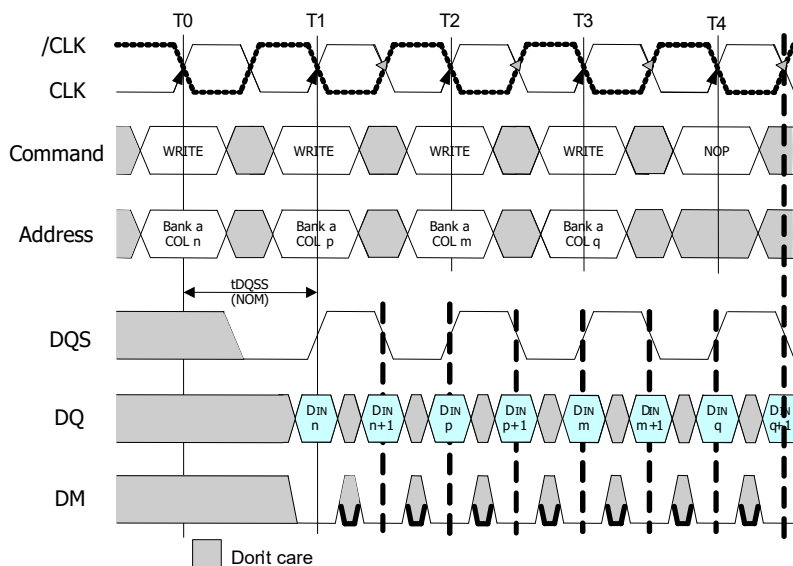 T0 T1 T2 T3 T4
/CLK
CLK
Command WRITE WRITE WRITE WRITE NOP
Address Bank a Bank a Bank a Bank a
COL n COL p COL m COL q
tDQSS
(NOM)
DQS
DQ DIN DIN DIN DIN DIN DIN DIN DIN
n n+1 p p+1 m m+1 q q+1
DM
Don't care